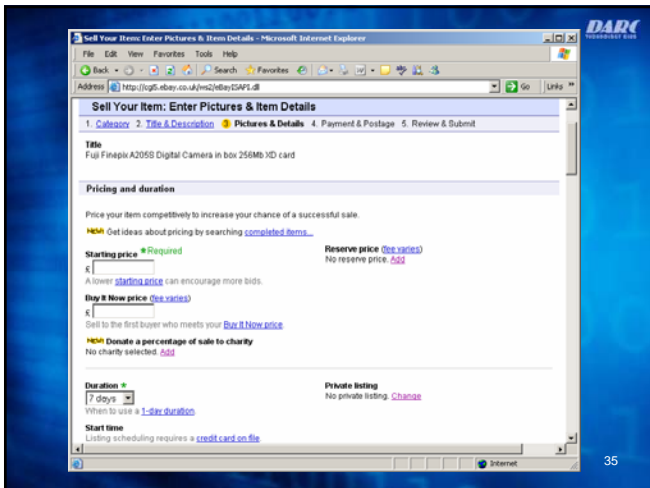 DARC
Sell Your Item: Enter Pictures & Item Details - Microsoft Internet Explorer
File Edit View Favorites Tools Help
Back Search Favorites
Address http://cgi5.ebay.co.uk/ws2/eBayISAPI.dll Go Links »
Sell Your Item: Enter Pictures & Item Details
1. Category 2. Title & Description 3 Pictures & Details 4. Payment & Postage 5. Review & Submit
Title
Fuji Finepix A205S Digital Camera in box 256Mb XD card
Pricing and duration
Price your item competitively to increase your chance of a successful sale.
NEW! Get ideas about pricing by searching completed items...
Starting price *Required
£
A lower starting price can encourage more bids.
Reserve price (fee varies)
No reserve price. Add
Buy It Now price (fee varies)
£
Sell to the first buyer who meets your Buy It Now price.
NEW! Donate a percentage of sale to charity
No charity selected. Add
Duration *
7 days
When to use a 1-day duration.
Private listing
No private listing. Change
Start time
Listing scheduling requires a credit card on file.
Internet
35